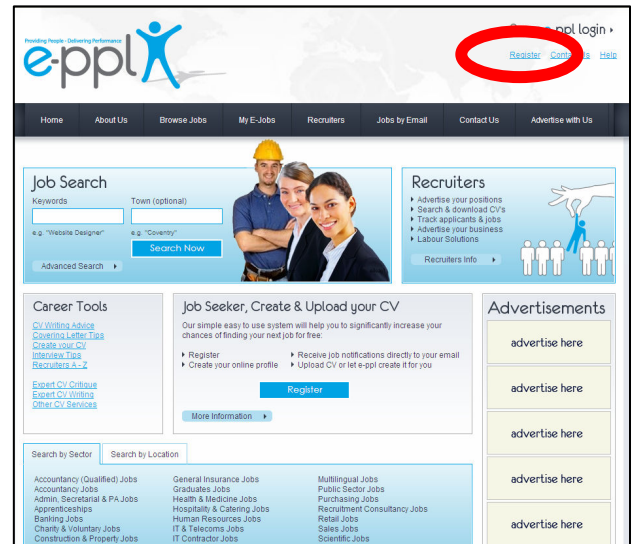 Providing People - Delivering Performance
e-ppl
ppl login
Register Contact Us Help
Home About Us Browse Jobs My E-Jobs Recruiters Jobs by Email Contact Us Advertise with Us
Job Search
Keywords Town (optional)
e.g. "Website Designer" e.g. "Coventry"
Search Now
Advanced Search
Recruiters
Advertise your positions
Search & download CV's
Track applicants & jobs
Advertise your business
Labour Solutions
Recruiters Info
Career Tools
CV Writing Advice
Covering Letter Tips
Create your CV
Interview Tips
Recruiters A - Z
Expert CV Critique
Expert CV Writing
Other CV Services
Job Seeker, Create & Upload your CV
Our simple easy to use system will help you to significantly increase your
chances of finding your next job for free:
Register Receive job notifications directly to your email
Create your online profile Upload CV or let e-ppl create it for you
Register
More Information
Advertisements
advertise here
advertise here
advertise here
advertise here
advertise here
Search by Sector Search by Location
Accountancy (Qualified) Jobs General Insurance Jobs Multilingual Jobs
Accountancy Jobs Graduates Jobs Public Sector Jobs
Admin, Secretarial & PA Jobs Health & Medicine Jobs Purchasing Jobs
Apprenticeships Hospitality & Catering Jobs Recruitment Consultancy Jobs
Banking Jobs Human Resources Jobs Retail Jobs
Charity & Voluntary Jobs IT & Telecoms Jobs Sales Jobs
Construction & Property Jobs IT Contractor Jobs Scientific Jobs